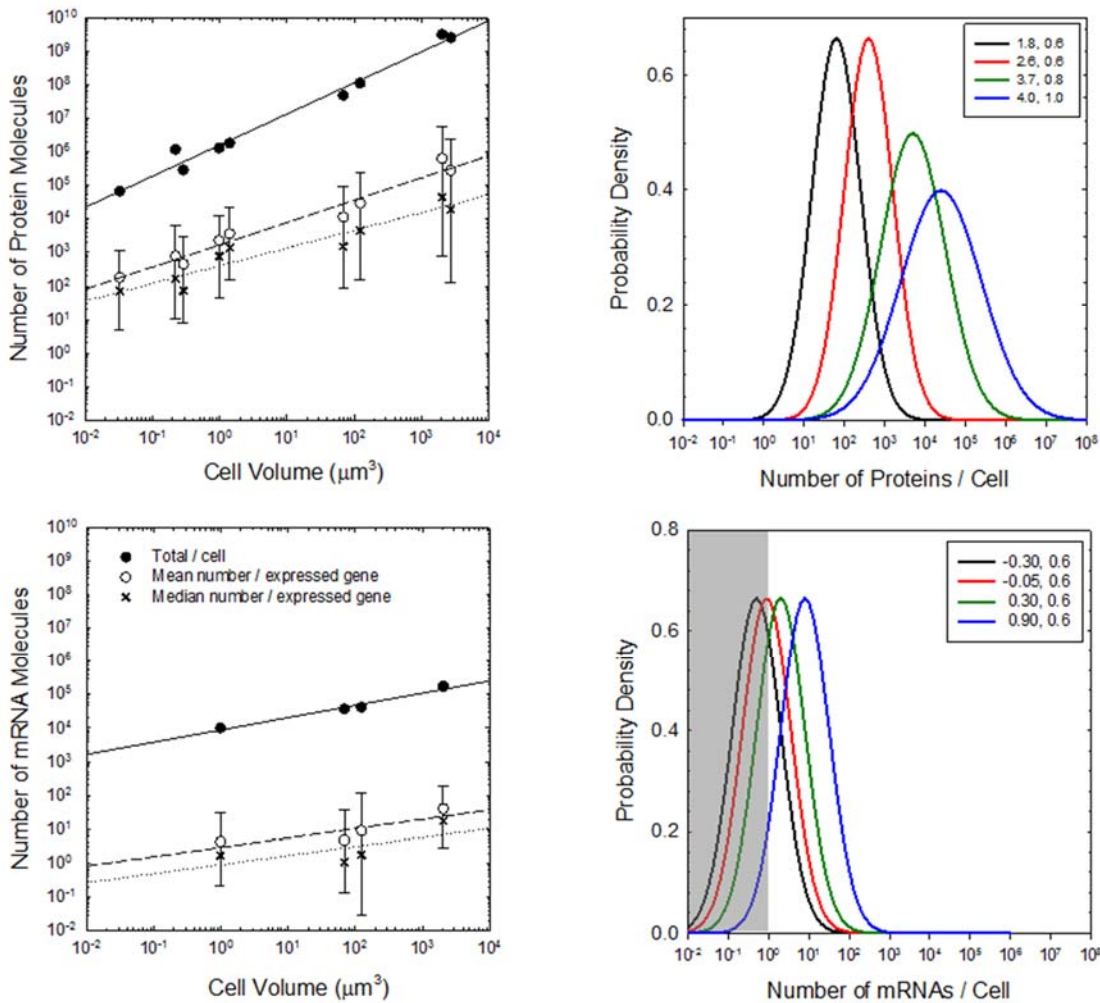 10^10
10^9
10^8
10^7
10^6
10^5
10^4
10^3
10^2
10^1
10^0
10^-1
10^-2
Number of Protein Molecules
10^-2 10^-1 10^0 10^1 10^2 10^3 10^4
Cell Volume (μm³)
0.6
0.4
0.2
0.0
Probability Density
1.8, 0.6
2.6, 0.6
3.7, 0.8
4.0, 1.0
10^-2 10^-1 10^0 10^1 10^2 10^3 10^4 10^5 10^6 10^7 10^8
Number of Proteins / Cell
10^10
10^9
10^8
10^7
10^6
10^5
10^4
10^3
10^2
10^1
10^0
10^-1
10^-2
Number of mRNA Molecules
Total / cell
Mean number / expressed gene
Median number / expressed gene
10^-2 10^-1 10^0 10^1 10^2 10^3 10^4
Cell Volume (μm³)
0.8
0.6
0.4
0.2
0.0
Probability Density
-0.30, 0.6
-0.05, 0.6
0.30, 0.6
0.90, 0.6
10^-2 10^-1 10^0 10^1 10^2 10^3 10^4 10^5 10^6 10^7 10^8
Number of mRNAs / Cell